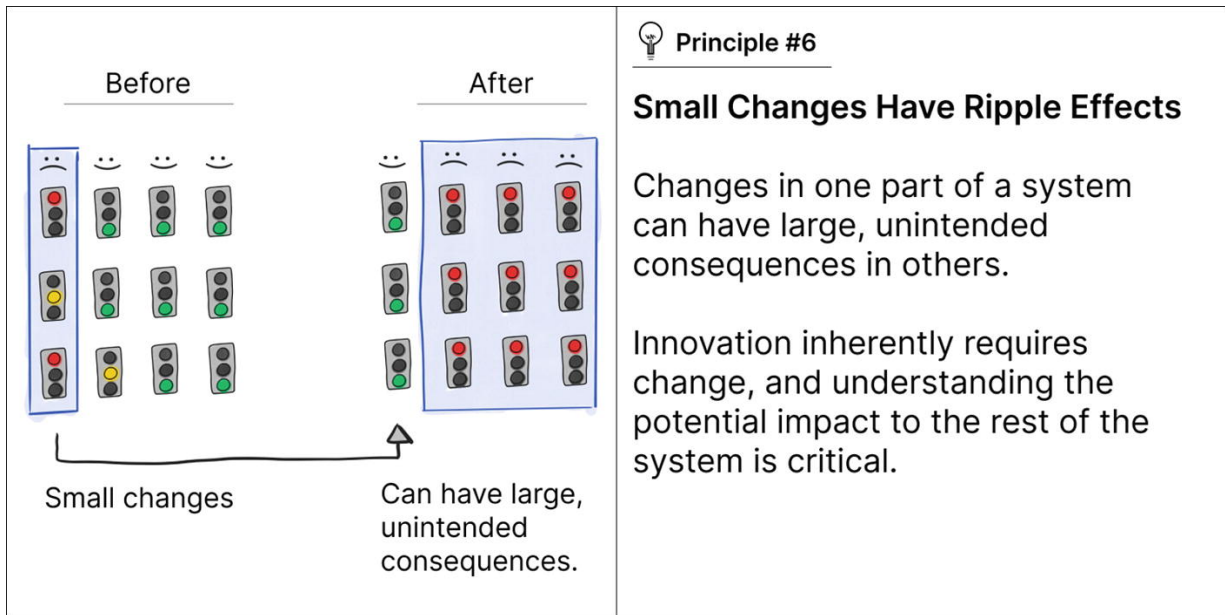 Before
After
Small changes
Can have large,
unintended
consequences.
Principle #6
Small Changes Have Ripple Effects
Changes in one part of a system
can have large, unintended
consequences in others.
Innovation inherently requires
change, and understanding the
potential impact to the rest of the
system is critical.